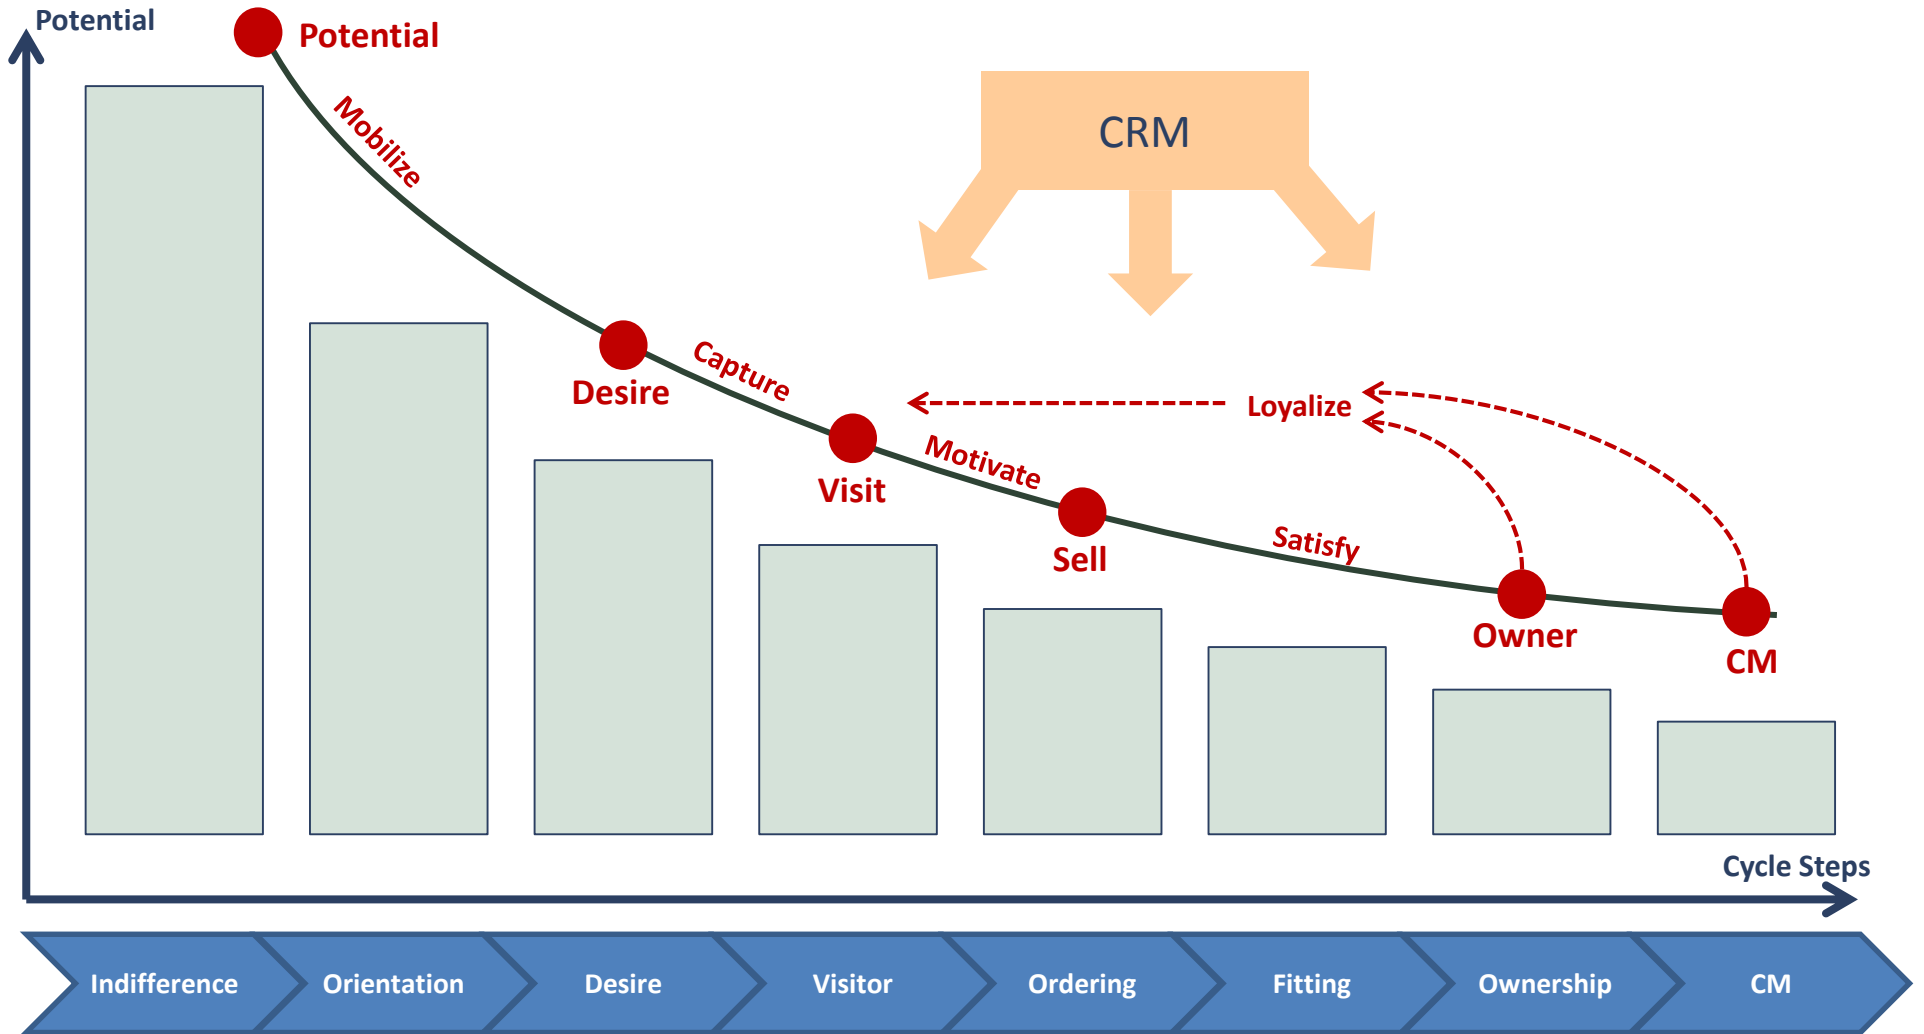 Potential
Potential
Mobilize
CRM
Capture
Desire
Loyalize
Motivate
Visit
Satisfy
Sell
Owner
CM
Cycle Steps
Indifference
Orientation
Desire
Visitor
Ordering
Fitting
Ownership
CM